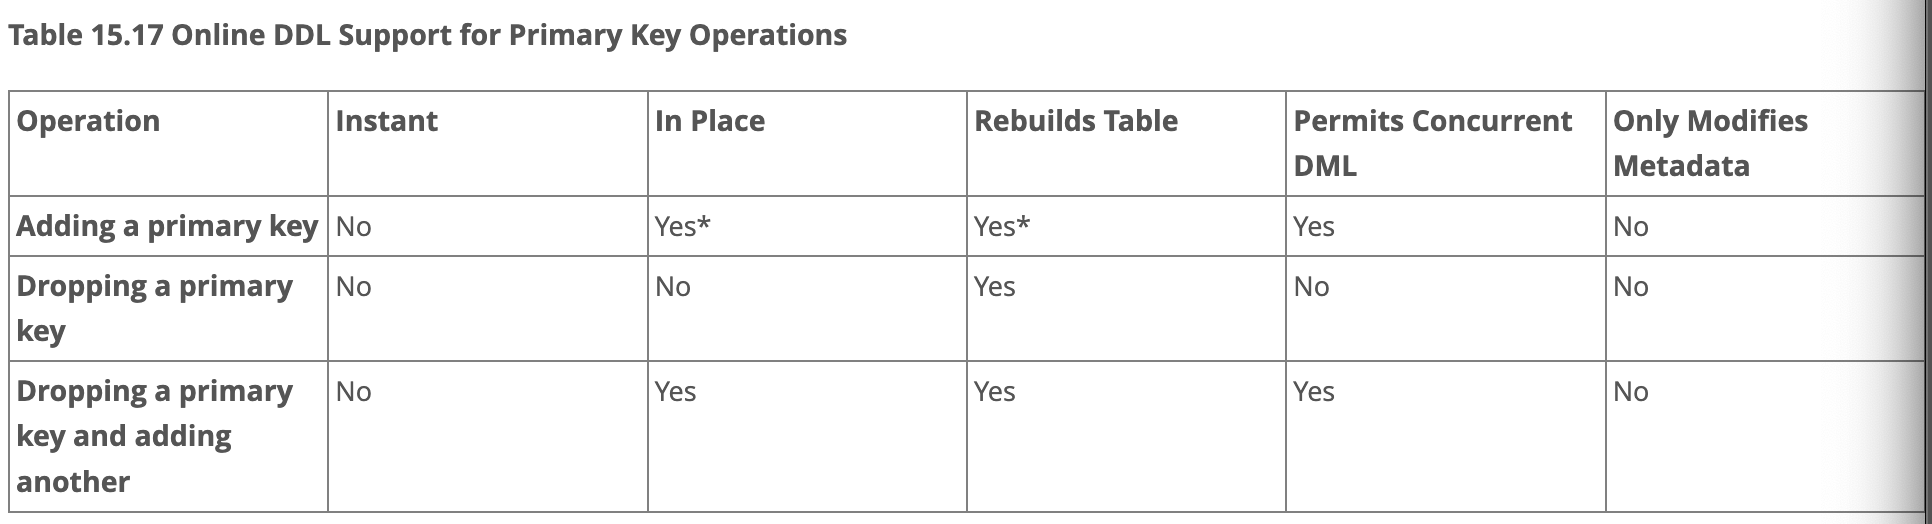 Table 15.17 Online DDL Support for Primary Key Operations
Operation Instant In Place Rebuilds Table Permits Concurrent DML Only Modifies Metadata
Adding a primary key No Yes* Yes* Yes No
Dropping a primary key No No Yes No No
Dropping a primary key and adding another No Yes Yes Yes No